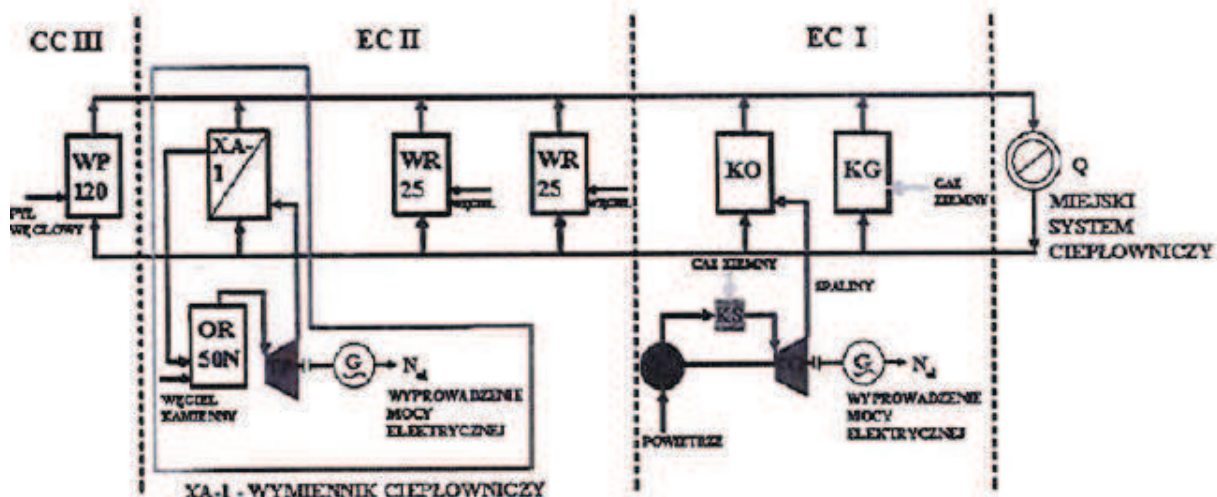 CC III
EC II
EC I
WP
120
XA-
1
WR
25
WR
25
KO
KG
Q
PYŁ
WĘGLOWY
WĘGIEL
WĘGIEL
GAZ
ZIEMNY
MIEJSKI
SYSTEM
CIEPŁOWNICZY
GAZ ZIEMNY
SPALINY
KS
OR
50N
G
N
G
N
WĘGIEL
KAMIENNY
WYPROWADZENIE
MOCY
ELEKTRYCZNEJ
POWIETRZE
WYPROWADZENIE
MOCY
ELEKTRYCZNEJ
XA-1 - WYMIENNIK CIEPŁOWNICZY